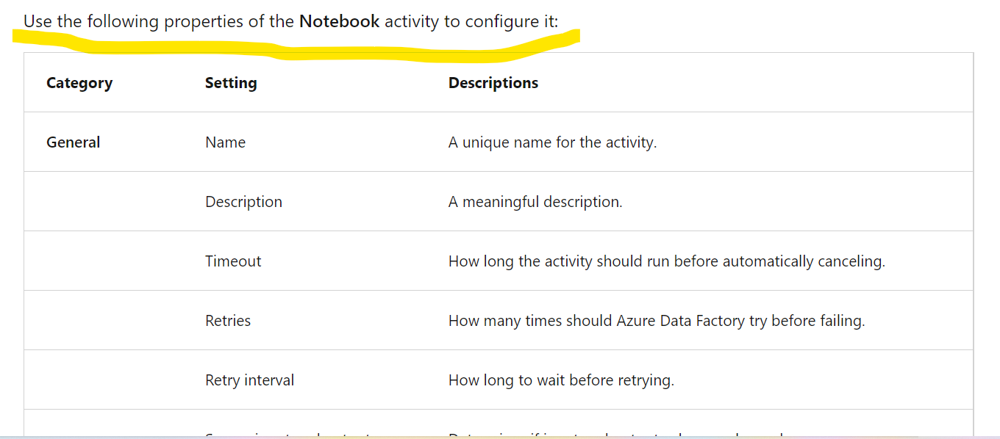 Use the following properties of the Notebook activity to configure it:
Category Setting Descriptions
General Name A unique name for the activity.
Description A meaningful description.
Timeout How long the activity should run before automatically canceling.
Retries How many times should Azure Data Factory try before failing.
Retry interval How long to wait before retrying.